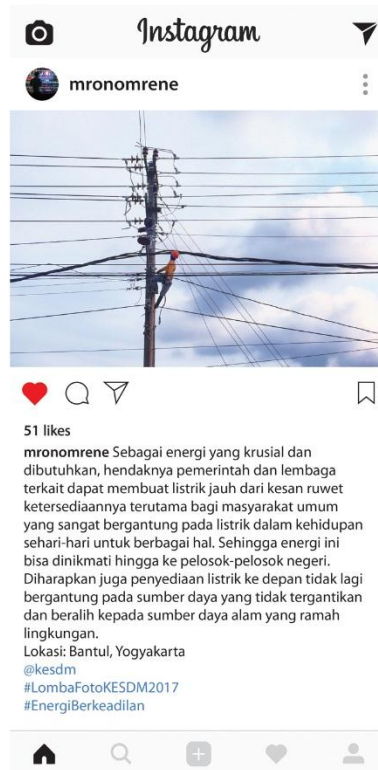 Instagram
mronomrene
51 likes
mronomrene Sebagai energi yang krusial dan
dibutuhkan, hendaknya pemerintah dan lembaga
terkait dapat membuat listrik jauh dari kesan ruwet
ketersediaannya terutama bagi masyarakat umum
yang sangat bergantung pada listrik dalam kehidupan
sehari-hari untuk berbagai hal. Sehingga energi ini
bisa dinikmati hingga ke pelosok-pelosok negeri.
Diharapkan juga penyediaan listrik ke depan tidak lagi
bergantung pada sumber daya yang tidak tergantikan
dan beralih kepada sumber daya alam yang ramah
lingkungan.
Lokasi: Bantul, Yogyakarta
@kesdm
#LombaFotoKESDM2017
#EnergiBerkeadilan